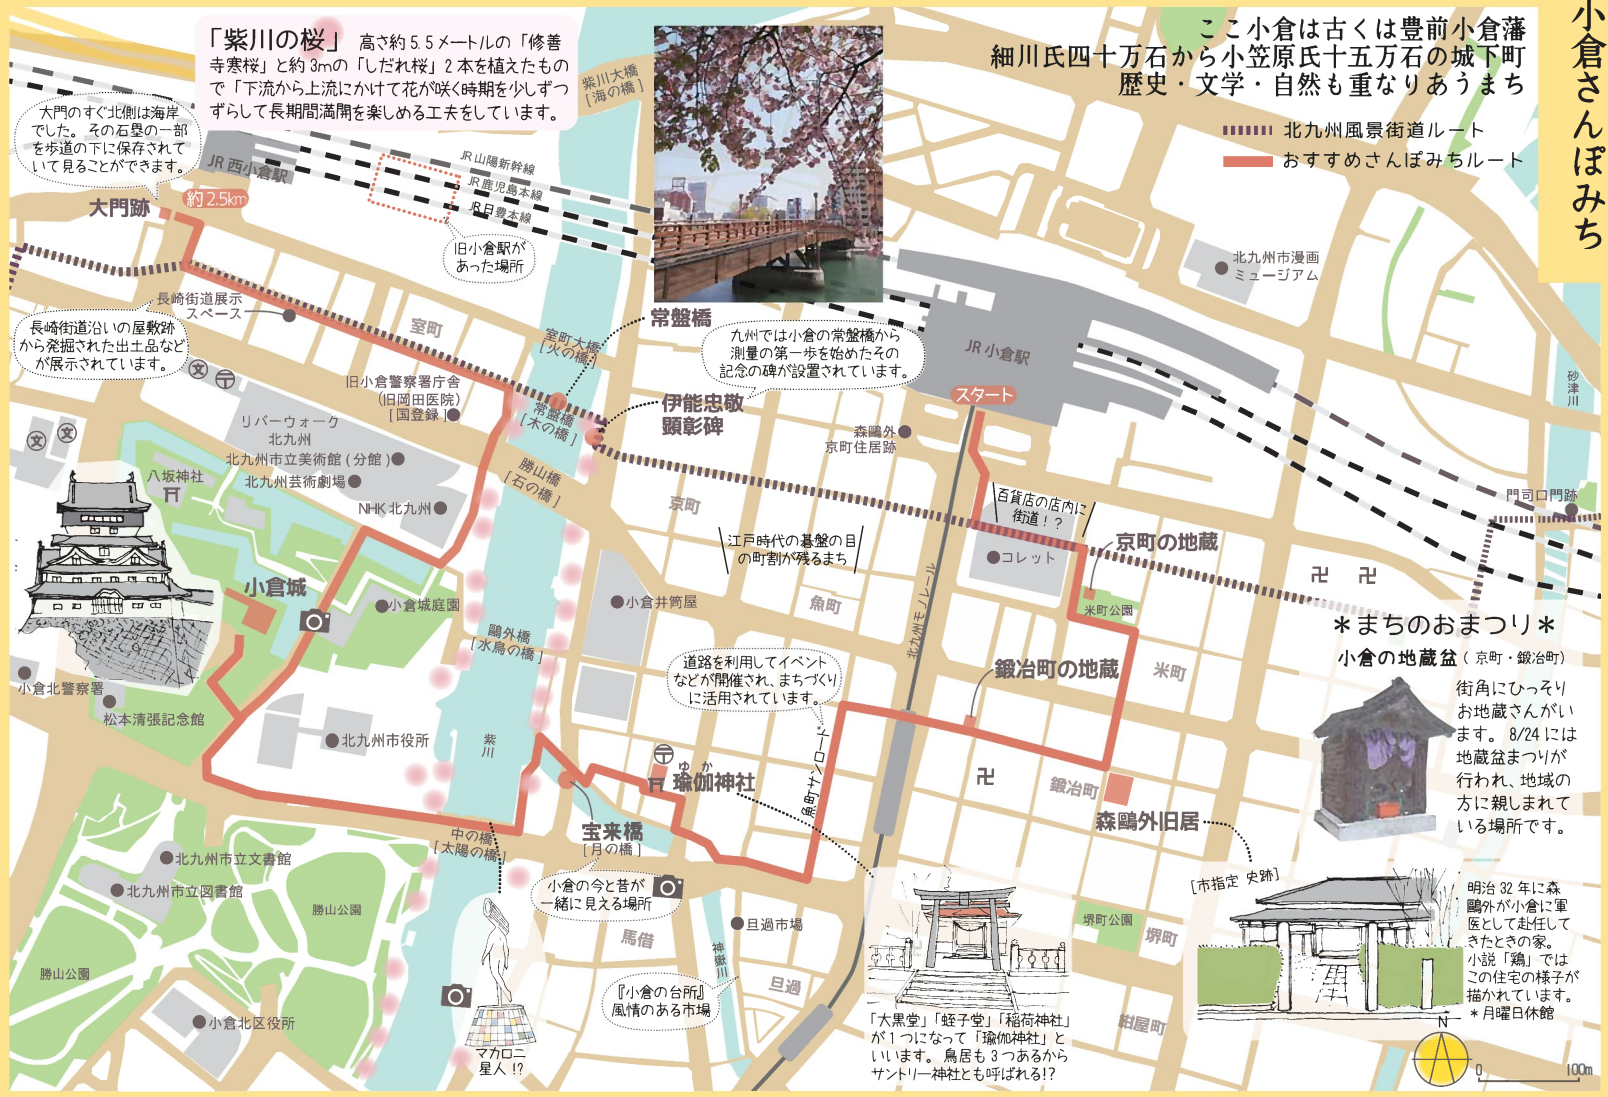 小倉さんぽみち
ここ小倉は古くは豊前小倉藩
細川氏四十万石から小笠原氏十五万石の城下町
歴史・文学・自然も重なりあうまち
北九州風景街道ルート
おすすめさんぽみちルート
「紫川の桜」 高さ約5.5メートルの「修善
寺寒桜」と約3mの「しだれ桜」2本を植えたもの
で「下流から上流にかけて花が咲く時期を少しずつ
ずらして長期間満開を楽しめる工夫をしています。
紫川大橋
[海の橋]
大門のすぐ北側は海岸
でした。その石塁の一部
を歩道の下に保存されて
いて見ることができます。
JR西小倉駅
JR山陽新幹線
JR鹿児島本線
JR日豊本線
約2.5km
大門跡
旧小倉駅が
あった場所
北九州市漫画
ミュージアム
長崎街道展示
スペース
長崎街道沿いの屋敷跡
から発掘された出土品など
が展示されています。
室町
室町大橋
[火の橋]
常盤橋
九州では小倉の常盤橋から
測量の第一歩を始めたその
記念の碑が設置されています。
JR小倉駅
スタート
砂津川
文
〒
旧小倉警察署庁舎
(旧岡田医院)
[国登録]
常盤橋
[木の橋]
伊能忠敬
顕彰碑
森鷗外
京町住居跡
リバーウォーク
北九州
北九州市立美術館(分館)
北九州芸術劇場
NHK北九州
文
文
八坂神社
勝山橋
[石の橋]
京町
百貨店の店内に
街道!?
門司口門跡
江戸時代の碁盤の目
の町割が残るまち
コレット
京町の地蔵
卍
卍
小倉城
小倉城庭園
小倉井筒屋
魚町
北九州モノレール
米町公園
鷗外橋
[水鳥の橋]
*まちのおまつり*
小倉の地蔵盆(京町・鍛冶町)
街角にひっそり
お地蔵さんがい
ます。8/24には
地蔵盆まつりが
行われ、地域の
方に親しまれて
いる場所です。
道路を利用してイベント
などが開催され、まちづくり
に活用されています。
鍛冶町の地蔵
米町
小倉北警察署
松本清張記念館
北九州市役所
紫川
〒
ゆか
瑜伽神社
魚町サンロード
卍
鍛冶町
森鷗外旧居
中の橋
[太陽の橋]
宝来橋
[月の橋]
小倉の今と昔が
一緒に見える場所
北九州市立文書館
北九州市立図書館
勝山公園
勝山公園
小倉北区役所
マカロニ
星人!?
馬借
神嶽川
旦過市場
旦過
『小倉の台所』
風情のある市場
「大黒堂」「蛭子堂」「稲荷神社」
が1つになって「瑜伽神社」と
いいます。鳥居も3つあるから
サントリー神社とも呼ばれる!?
堺町公園
堺町
紺屋町
[市指定 史跡]
明治32年に森
鷗外が小倉に軍
医として赴任して
きたときの家。
小説「鶏」では
この住宅の様子が
描かれています。
*月曜日休館
N
0 100m